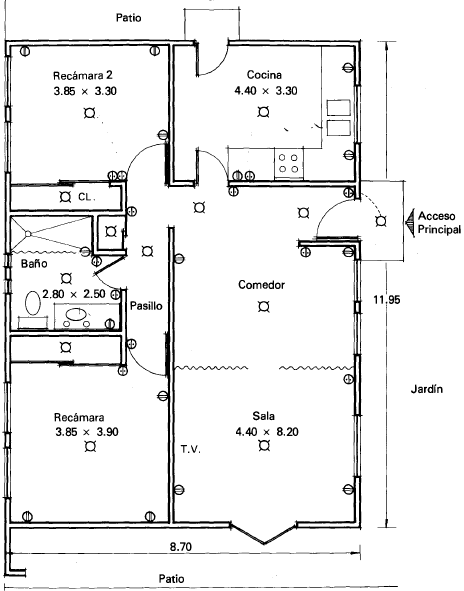 Patio
Recámara 2
3.85 × 3.30
Cocina
4.40 × 3.30
CL.
Acceso
Principal
Baño
2.80 × 2.50
Pasillo
Comedor
11.95
Jardín
Recámara
3.85 × 3.90
Sala
4.40 × 8.20
T.V.
8.70
Patio